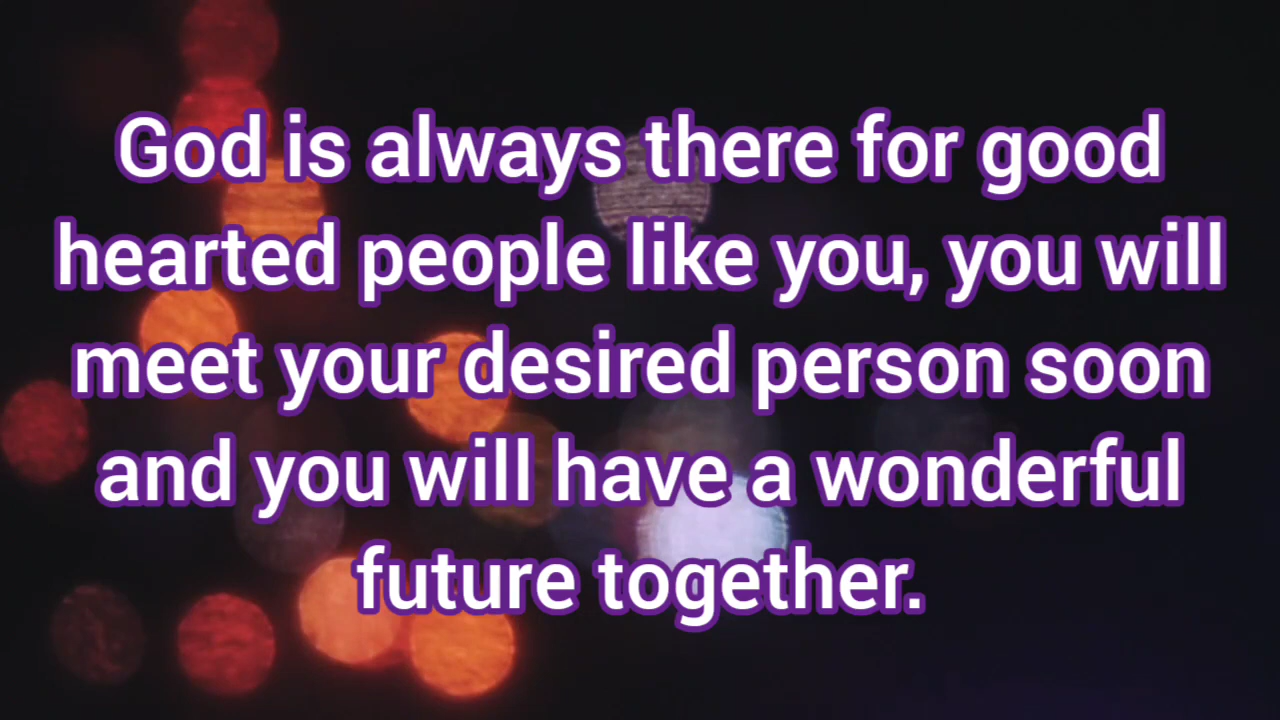 God is always there for good
hearted people like you, you will
meet your desired person soon
and you will have a wonderful
future together.